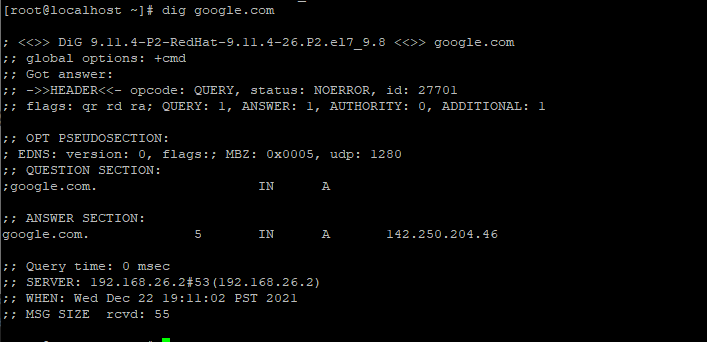 [root@localhost ~]# dig google.com
; <<>> DiG 9.11.4-P2-RedHat-9.11.4-26.P2.el7_9.8 <<>> google.com
;; global options: +cmd
;; Got answer:
;; ->>HEADER<<- opcode: QUERY, status: NOERROR, id: 27701
;; flags: qr rd ra; QUERY: 1, ANSWER: 1, AUTHORITY: 0, ADDITIONAL: 1
;; OPT PSEUDOSECTION:
; EDNS: version: 0, flags:; MBZ: 0x0005, udp: 1280
;; QUESTION SECTION:
;google.com. IN A
;; ANSWER SECTION:
google.com. 5 IN A 142.250.204.46
;; Query time: 0 msec
;; SERVER: 192.168.26.2#53(192.168.26.2)
;; WHEN: Wed Dec 22 19:11:02 PST 2021
;; MSG SIZE rcvd: 55